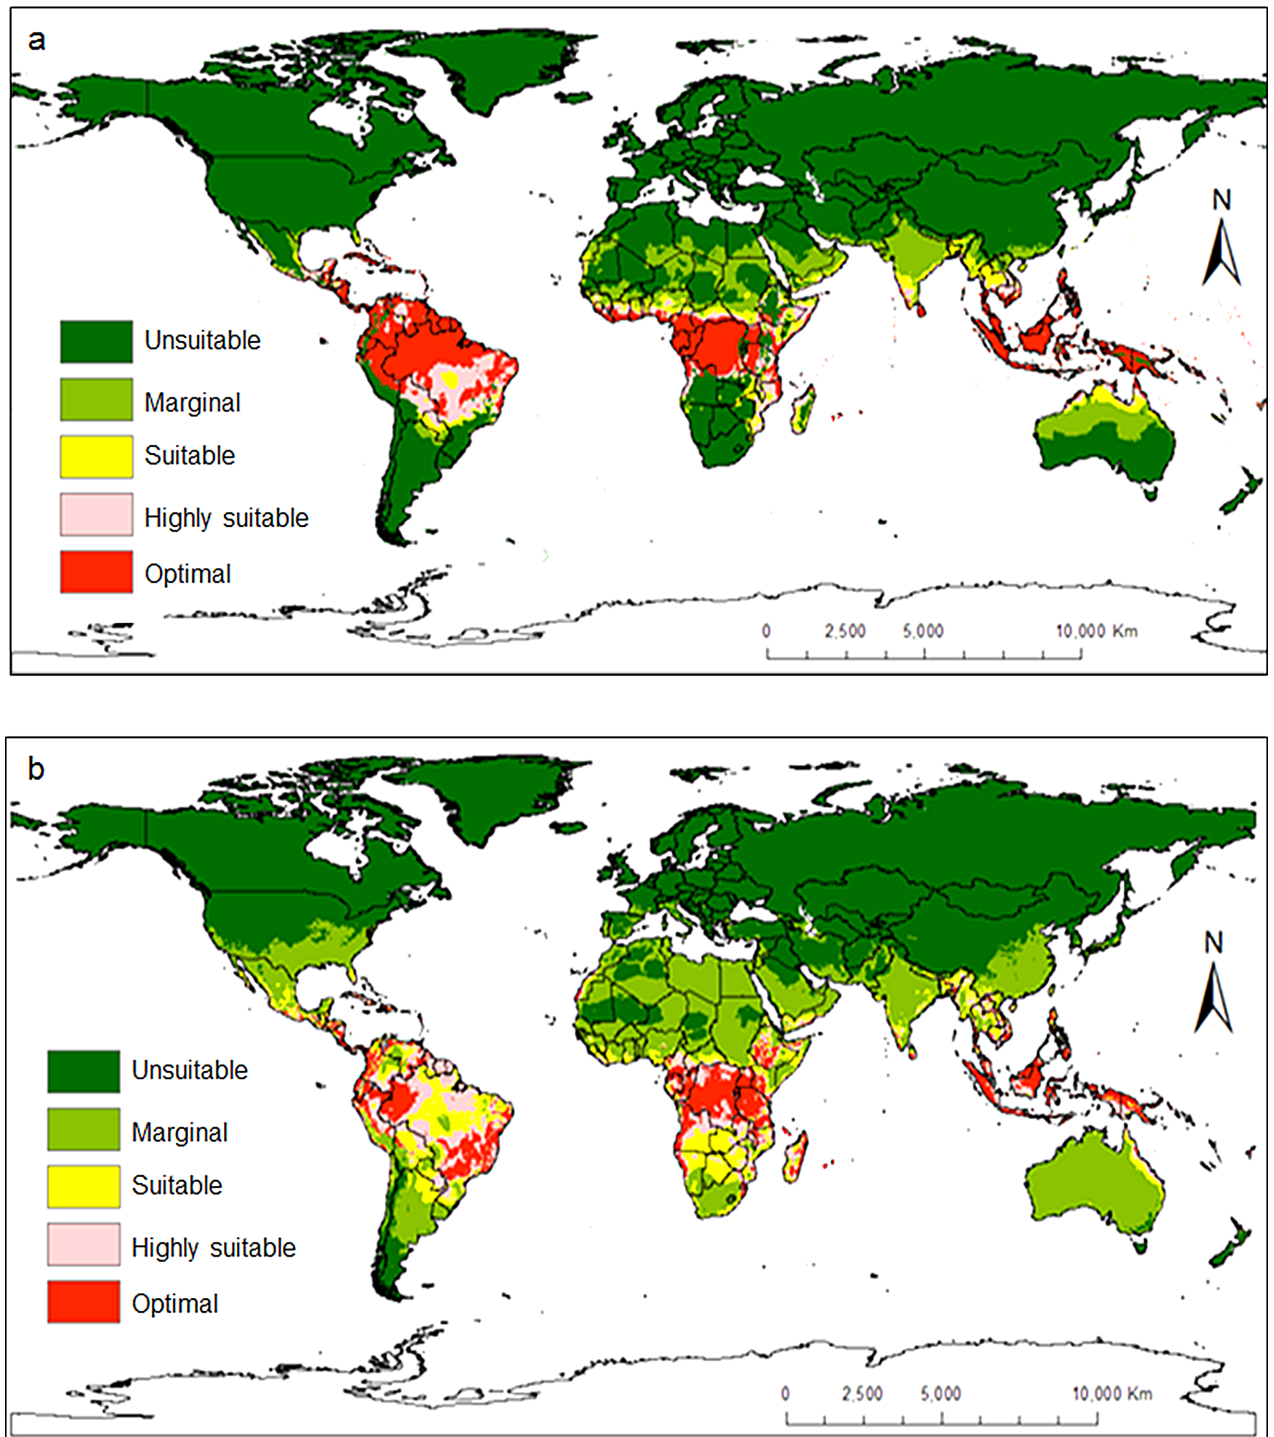 a
N
Unsuitable
Marginal
Suitable
Highly suitable
Optimal
0 2,500 5,000 10,000 Km
b
N
Unsuitable
Marginal
Suitable
Highly suitable
Optimal
0 2,500 5,000 10,000 Km